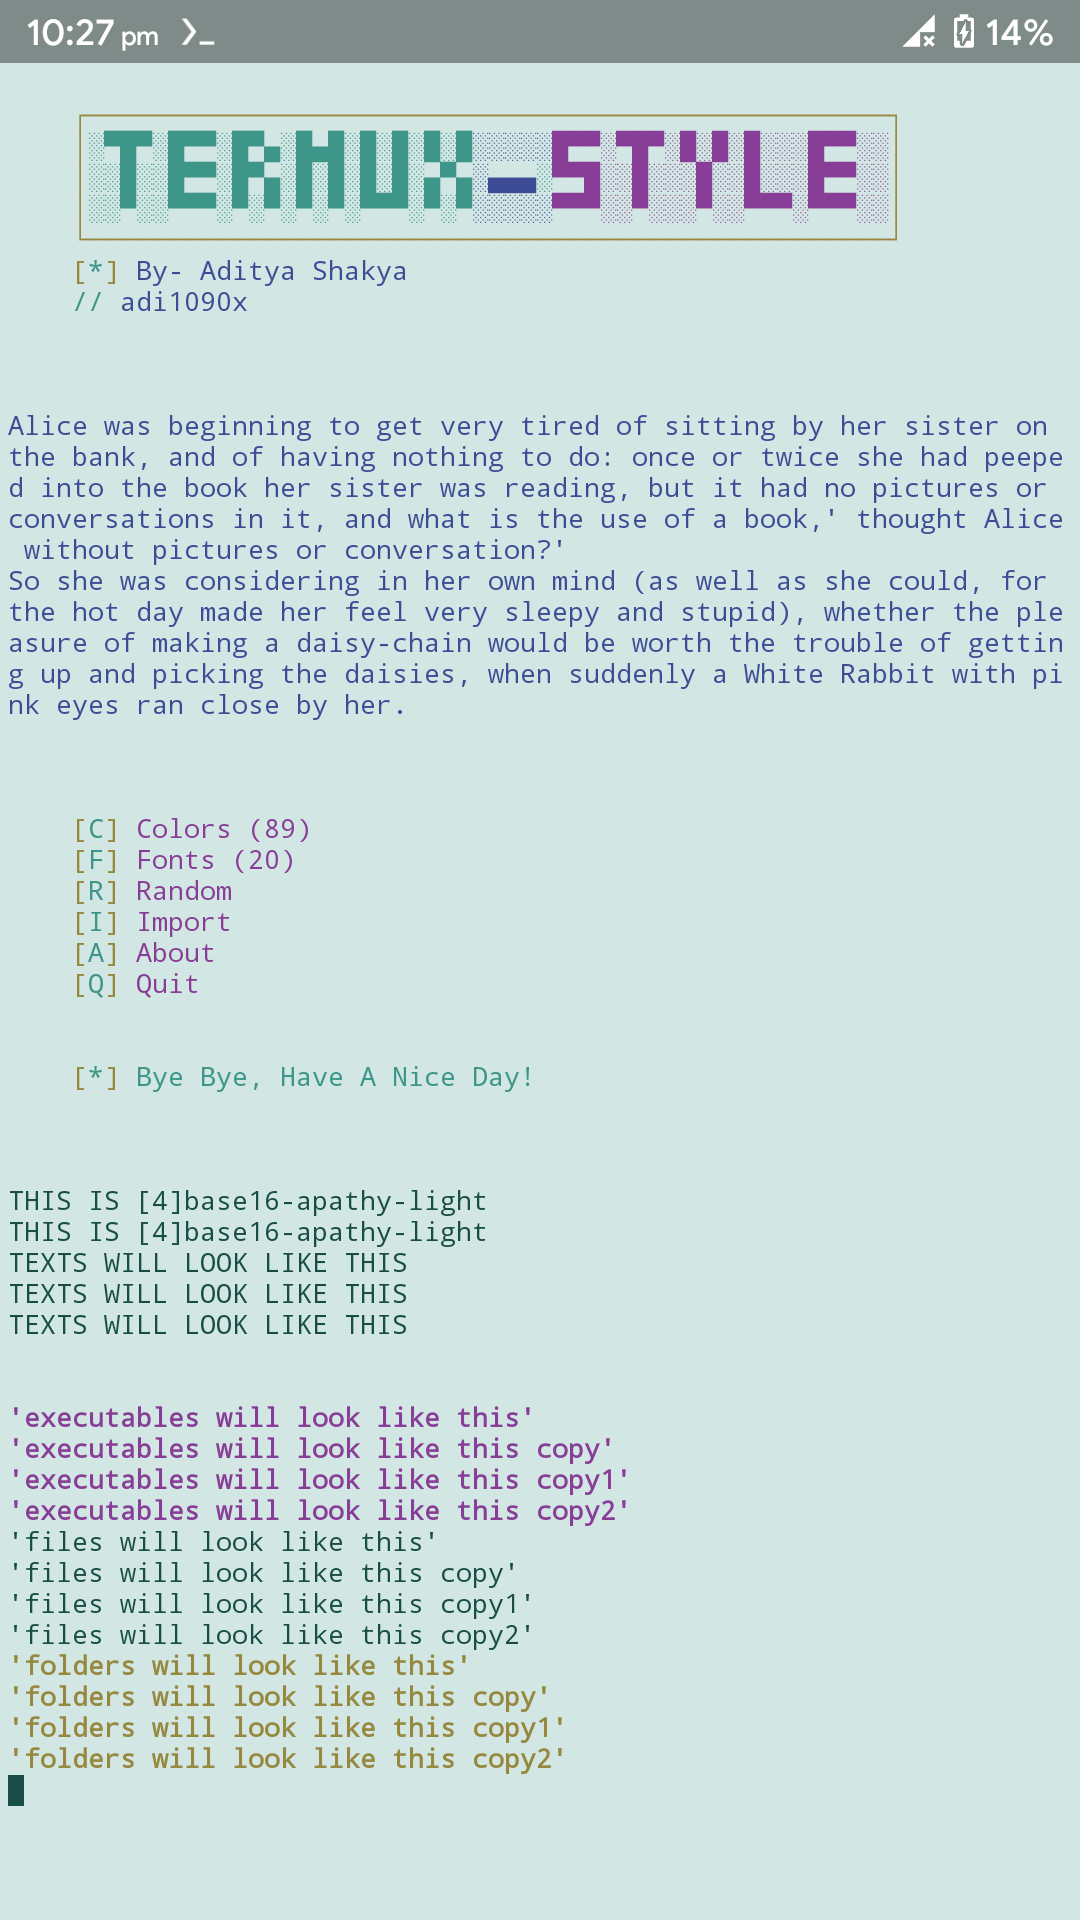 10:27 pm 14%
TERMUX-STYLE
[*] By- Aditya Shakya
// adi1090x
Alice was beginning to get very tired of sitting by her sister on
the bank, and of having nothing to do: once or twice she had peepe
d into the book her sister was reading, but it had no pictures or
conversations in it, and what is the use of a book,' thought Alice
without pictures or conversation?'
So she was considering in her own mind (as well as she could, for
the hot day made her feel very sleepy and stupid), whether the ple
asure of making a daisy-chain would be worth the trouble of gettin
g up and picking the daisies, when suddenly a White Rabbit with pi
nk eyes ran close by her.
[C] Colors (89)
[F] Fonts (20)
[R] Random
[I] Import
[A] About
[Q] Quit
[*] Bye Bye, Have A Nice Day!
THIS IS [4]base16-apathy-light
THIS IS [4]base16-apathy-light
TEXTS WILL LOOK LIKE THIS
TEXTS WILL LOOK LIKE THIS
TEXTS WILL LOOK LIKE THIS
'executables will look like this'
'executables will look like this copy'
'executables will look like this copy1'
'executables will look like this copy2'
'files will look like this'
'files will look like this copy'
'files will look like this copy1'
'files will look like this copy2'
'folders will look like this'
'folders will look like this copy'
'folders will look like this copy1'
'folders will look like this copy2'